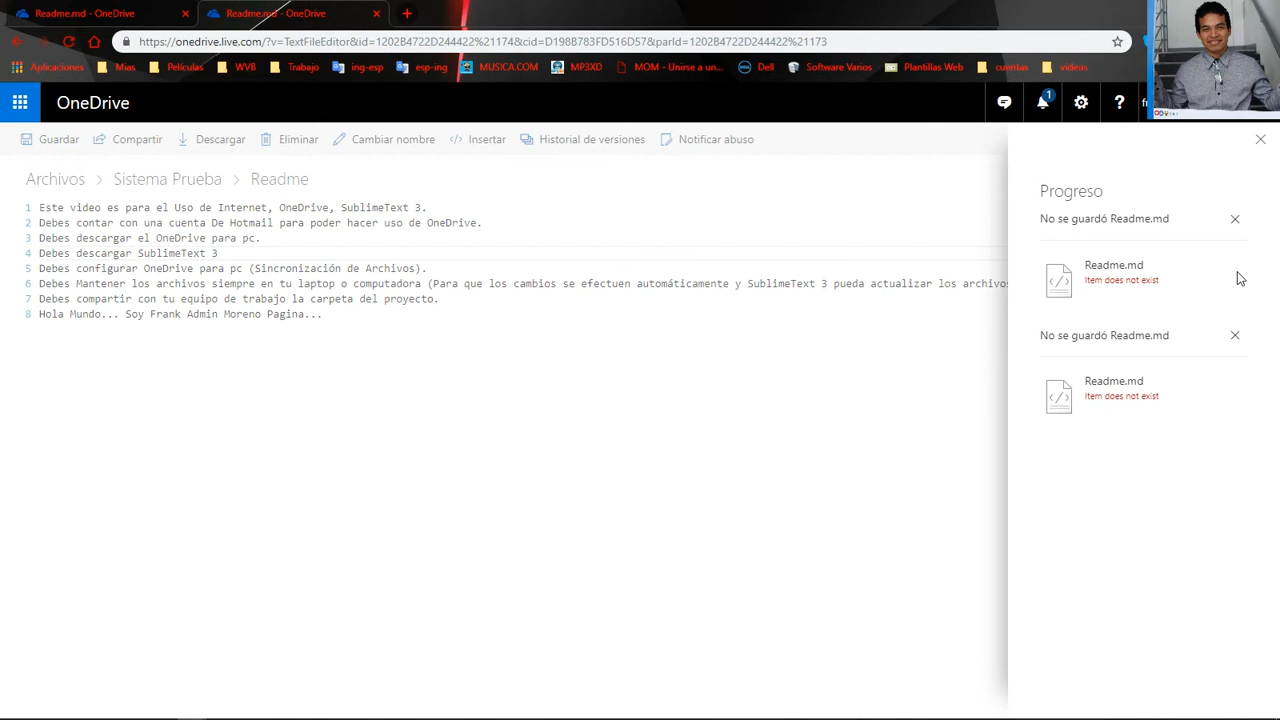 Readme.md - OneDrive
Readme.md - OneDrive
https://onedrive.live.com/?v=TextFileEditor&id=1202B4722D244422%21174&cid=D198B783FD516D57&parId=1202B4722D244422%21173
Aplicaciones Mias Películas WVB Trabajo ing-esp esp-ing MUSICA.COM MP3XD MOM - Unirse a un... Dell Software Varios Plantillas Web cuentas videos
OneDrive
1
Guardar Compartir Descargar Eliminar Cambiar nombre Insertar Historial de versiones Notificar abuso
Archivos > Sistema Prueba > Readme
1 Este video es para el Uso de Internet, OneDrive, SublimeText 3.
2 Debes contar con una cuenta De Hotmail para poder hacer uso de OneDrive.
3 Debes descargar el OneDrive para pc.
4 Debes descargar SublimeText 3
5 Debes configurar OneDrive para pc (Sincronización de Archivos).
6 Debes Mantener los archivos siempre en tu laptop o computadora (Para que los cambios se efectuen automáticamente y SublimeText 3 pueda actualizar los archivos
7 Debes compartir con tu equipo de trabajo la carpeta del proyecto.
8 Hola Mundo... Soy Frank Admin Moreno Pagina...
Progreso
No se guardó Readme.md
Readme.md
Item does not exist
No se guardó Readme.md
Readme.md
Item does not exist